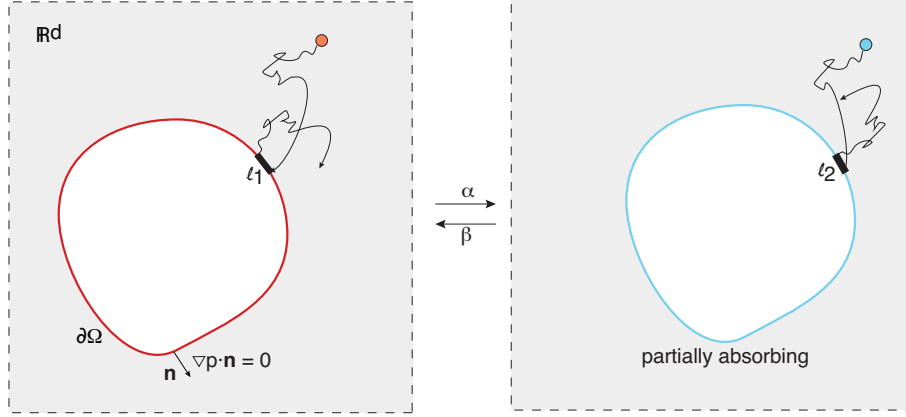 ℝᵈ
ℓ1
α
β
ℓ2
∂Ω
n
∇p·n = 0
partially absorbing